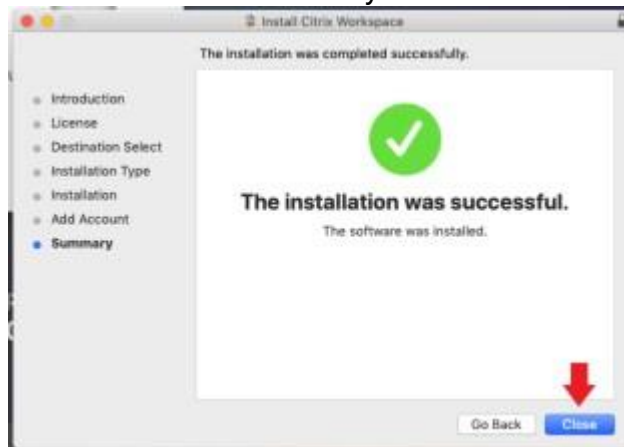 Install Citrix Workspace
The installation was completed successfully.
Introduction
License
Destination Select
Installation Type
Installation
Add Account
Summary
The installation was successful.
The software was installed.
Go Back
Close